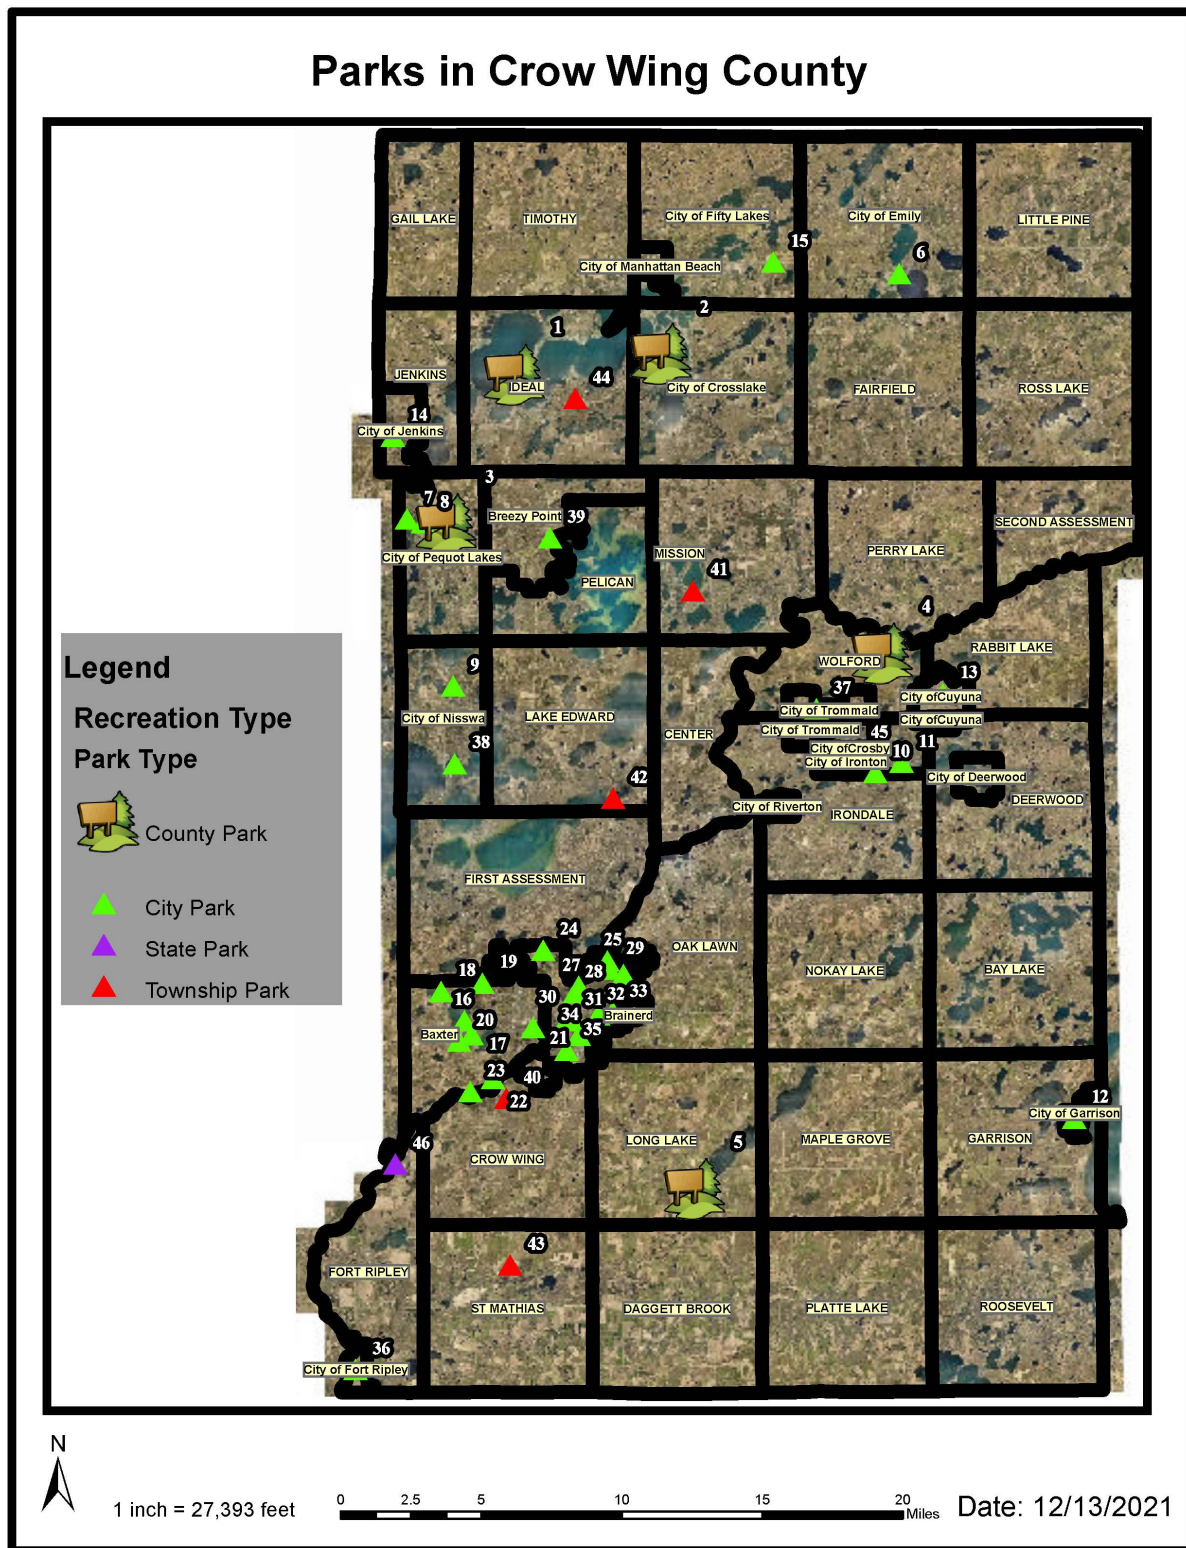 Parks in Crow Wing County
GAIL LAKE
TIMOTHY
City of Fifty Lakes
City of Emily
LITTLE PINE
15
6
City of Manhattan Beach
2
1
JENKINS
IDEAL
44
City of Crosslake
FAIRFIELD
ROSS LAKE
14
City of Jenkins
3
7
8
Breezy Point
39
SECOND ASSESSMENT
City of Pequot Lakes
MISSION
PERRY LAKE
41
PELICAN
4
RABBIT LAKE
WOLFORD
9
13
37
City ofCuyuna
City of Nisswa
LAKE EDWARD
City of Trommald
City ofCuyuna
CENTER
City of Trommald
45
38
City ofCrosby
10
11
City of Ironton
42
City of Deerwood
DEERWOOD
City of Riverton
IRONDALE
FIRST ASSESSMENT
24
25
29
OAK LAWN
19
27
28
18
NOKAY LAKE
BAY LAKE
16
30
31
32
33
20
34
Brainerd
Baxter
17
21
35
23
40
22
12
City of Garrison
46
LONG LAKE
5
MAPLE GROVE
GARRISON
CROW WING
43
FORT RIPLEY
ST MATHIAS
DAGGETT BROOK
PLATTE LAKE
ROOSEVELT
36
City of Fort Ripley
Legend
Recreation Type
Park Type
County Park
City Park
State Park
Township Park
N
1 inch = 27,393 feet
0 2.5 5 10 15 20
Miles
Date: 12/13/2021